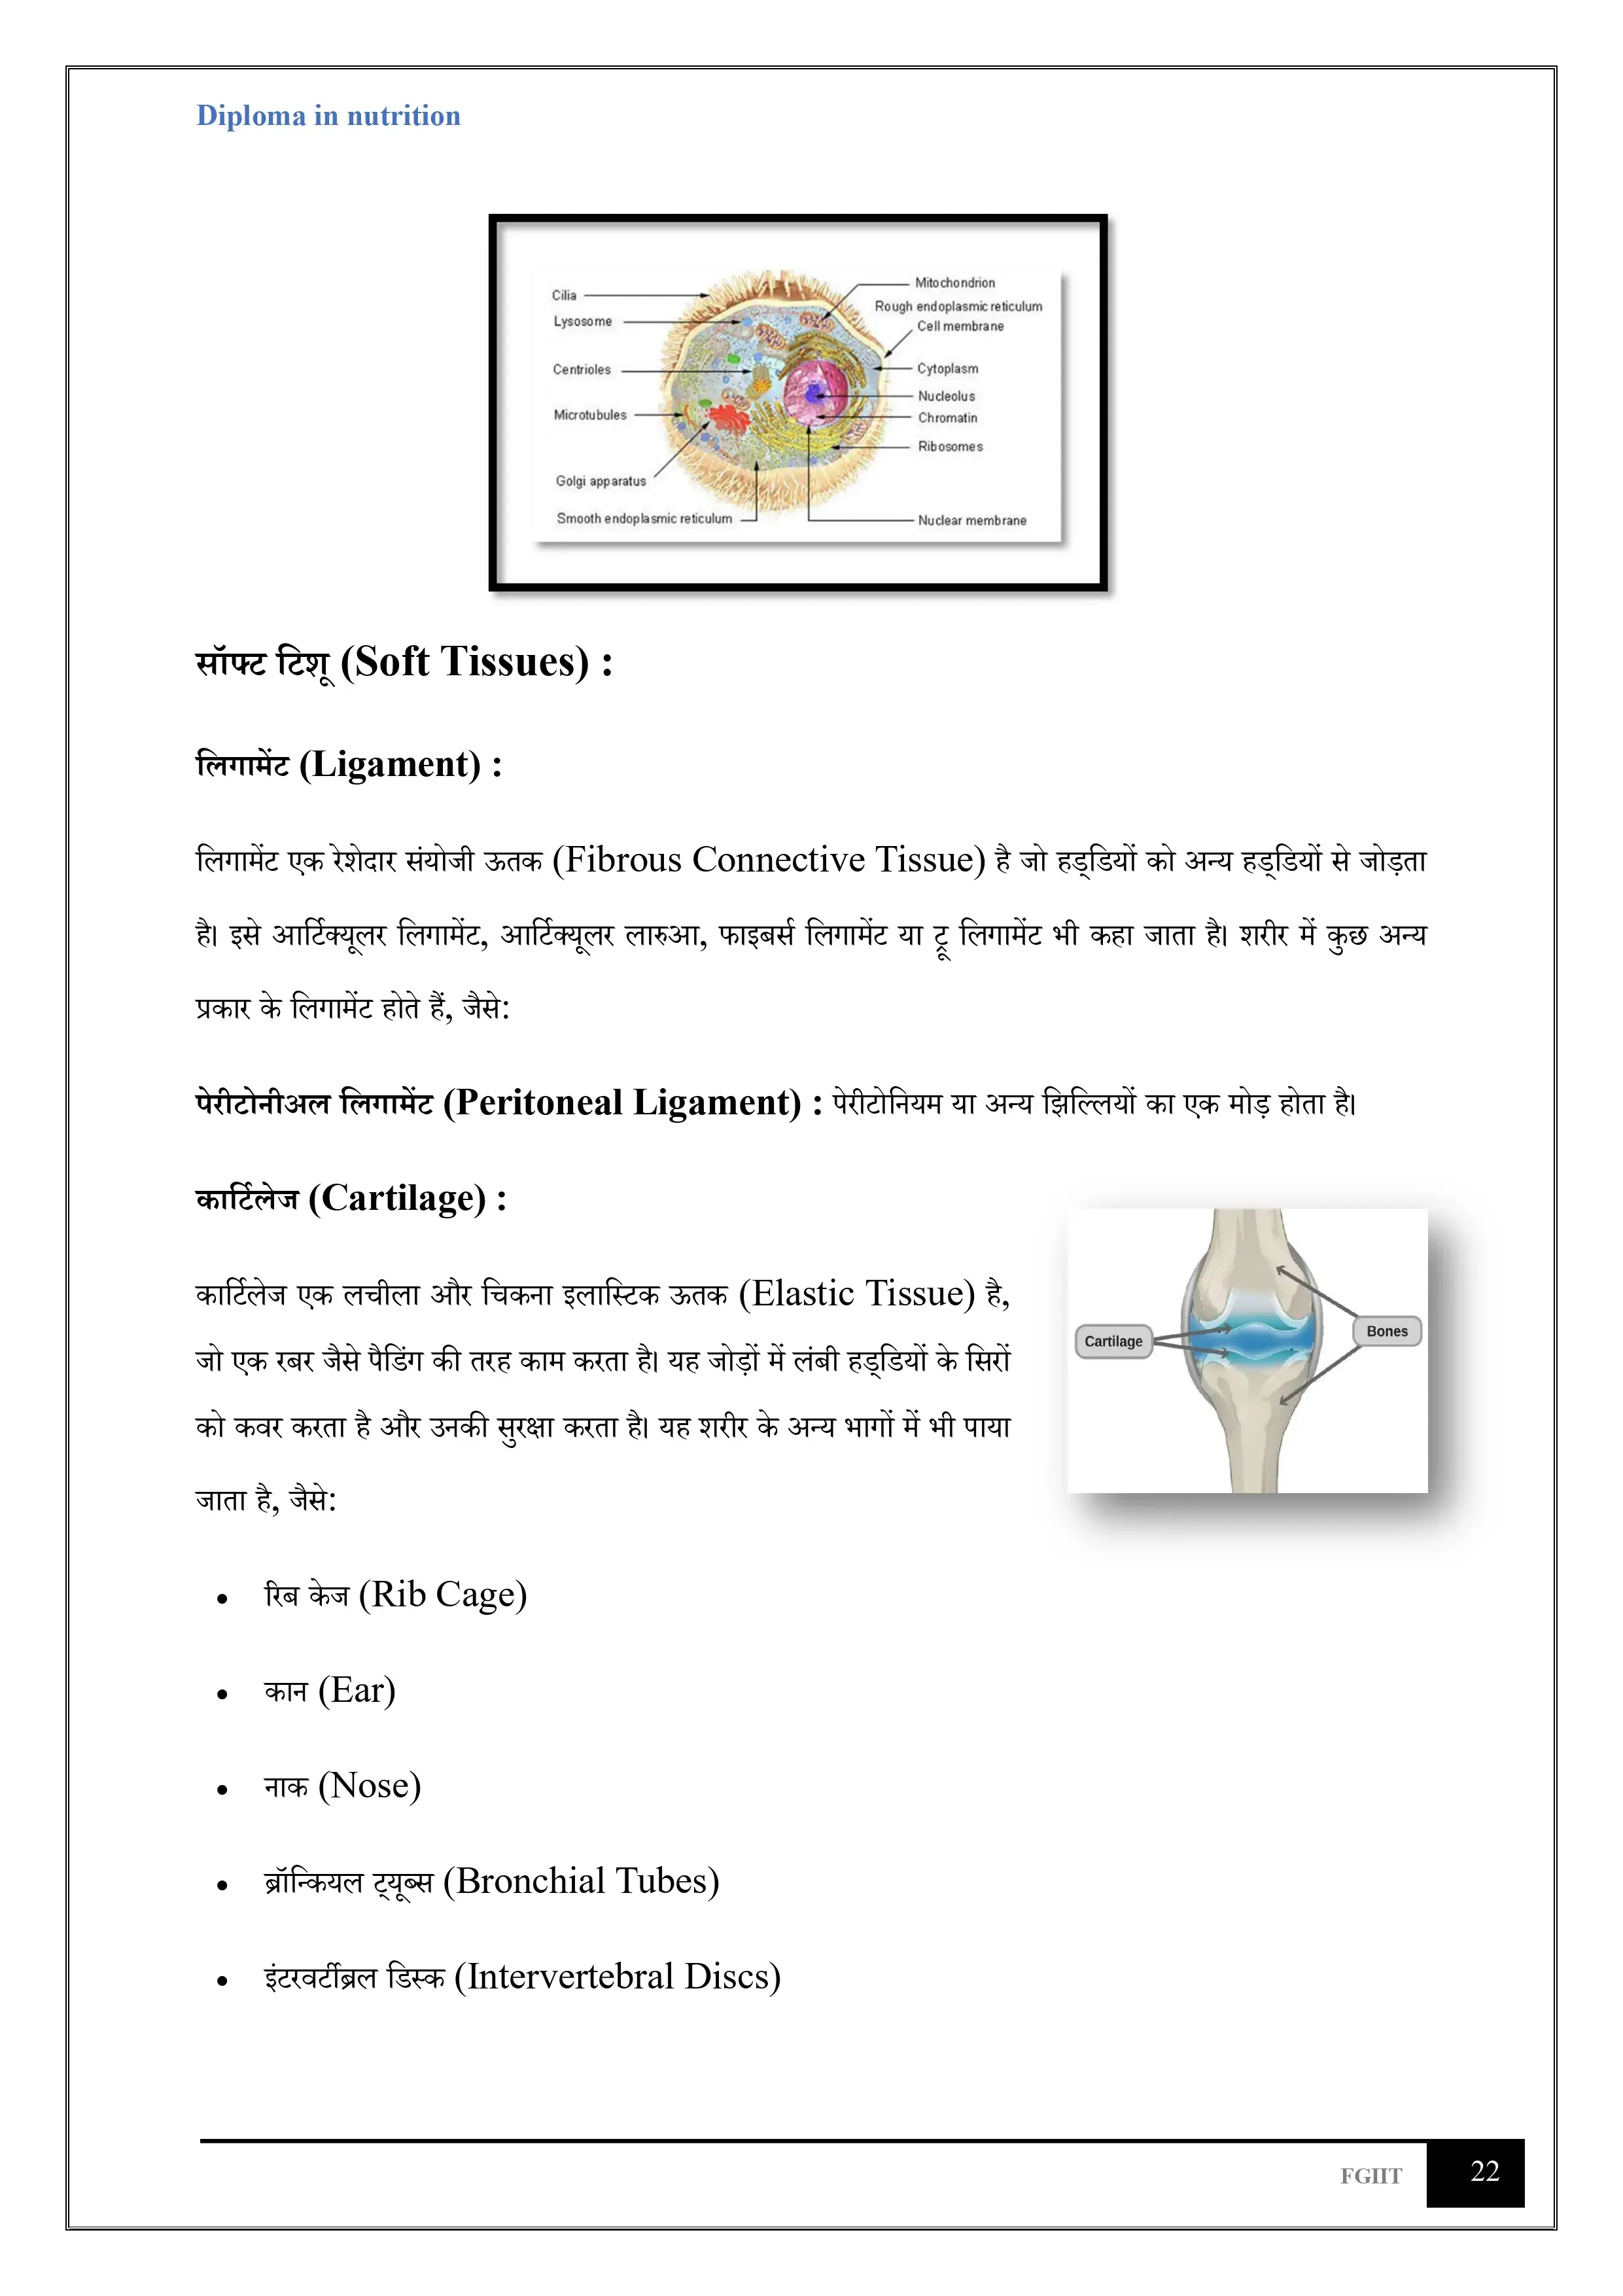 Diploma in nutrition
Cilia
Lysosome
Centrioles
Microtubules
Golgi apparatus
Smooth endoplasmic reticulum
Mitochondrion
Rough endoplasmic reticulum
Cell membrane
Cytoplasm
Nucleolus
Chromatin
Ribosomes
Nuclear membrane
सॉफ्ट टिशू (Soft Tissues) :
लिगामेंट (Ligament) :
लिगामेंट एक रेशेदार संयोजी ऊतक (Fibrous Connective Tissue) है जो हड्डियों को अन्य हड्डियों से जोड़ता
है। इसे आर्टिक्यूलर लिगामेंट, आर्टिक्यूलर लारुआ, फाइबर्स लिगामेंट या ट्रू लिगामेंट भी कहा जाता है। शरीर में कुछ अन्य
प्रकार के लिगामेंट होते हैं, जैसे:
पेरीटोनीअल लिगामेंट (Peritoneal Ligament) : पेरीटोनियम या अन्य झिल्लियों का एक मोड़ होता है।
कार्टिलेज (Cartilage) :
कार्टिलेज एक लचीला और चिकना इलास्टिक ऊतक (Elastic Tissue) है,
जो एक रबर जैसे पैडिंग की तरह काम करता है। यह जोड़ों में लंबी हड्डियों के सिरों
को कवर करता है और उनकी सुरक्षा करता है। यह शरीर के अन्य भागों में भी पाया
जाता है, जैसे:
Cartilage
Bones
• रिब केज (Rib Cage)
• कान (Ear)
• नाक (Nose)
• ब्रॉन्कियल ट्यूब्स (Bronchial Tubes)
• इंटरवर्टीब्रल डिस्क (Intervertebral Discs)
FGIIT 22